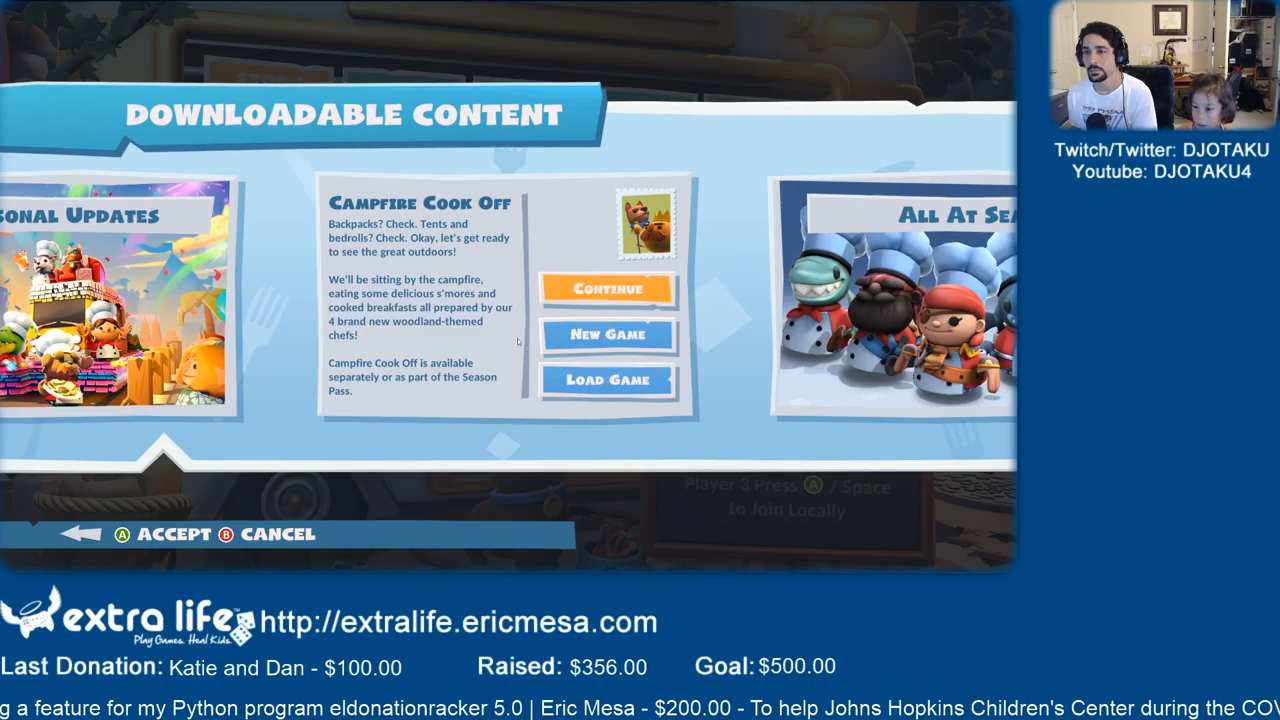 DOWNLOADABLE CONTENT
SONAL UPDATES
CAMPFIRE COOK OFF
Backpacks? Check. Tents and
bedrolls? Check. Okay, let's get ready
to see the great outdoors!
We'll be sitting by the campfire,
eating some delicious s'mores and
cooked breakfasts all prepared by our
4 brand new woodland-themed
chefs!
Campfire Cook Off is available
separately or as part of the Season
Pass.
CONTINUE
NEW GAME
LOAD GAME
ALL AT SEA
Player 3 Press A / Space
to Join Locally
A ACCEPT B CANCEL
Twitch/Twitter: DJOTAKU
Youtube: DJOTAKU4
extra life
Play Games. Heal Kids.
http://extralife.ericmesa.com
Last Donation: Katie and Dan - $100.00
Raised: $356.00
Goal: $500.00
g a feature for my Python program eldonationracker 5.0 | Eric Mesa - $200.00 - To help Johns Hopkins Children's Center during the COV